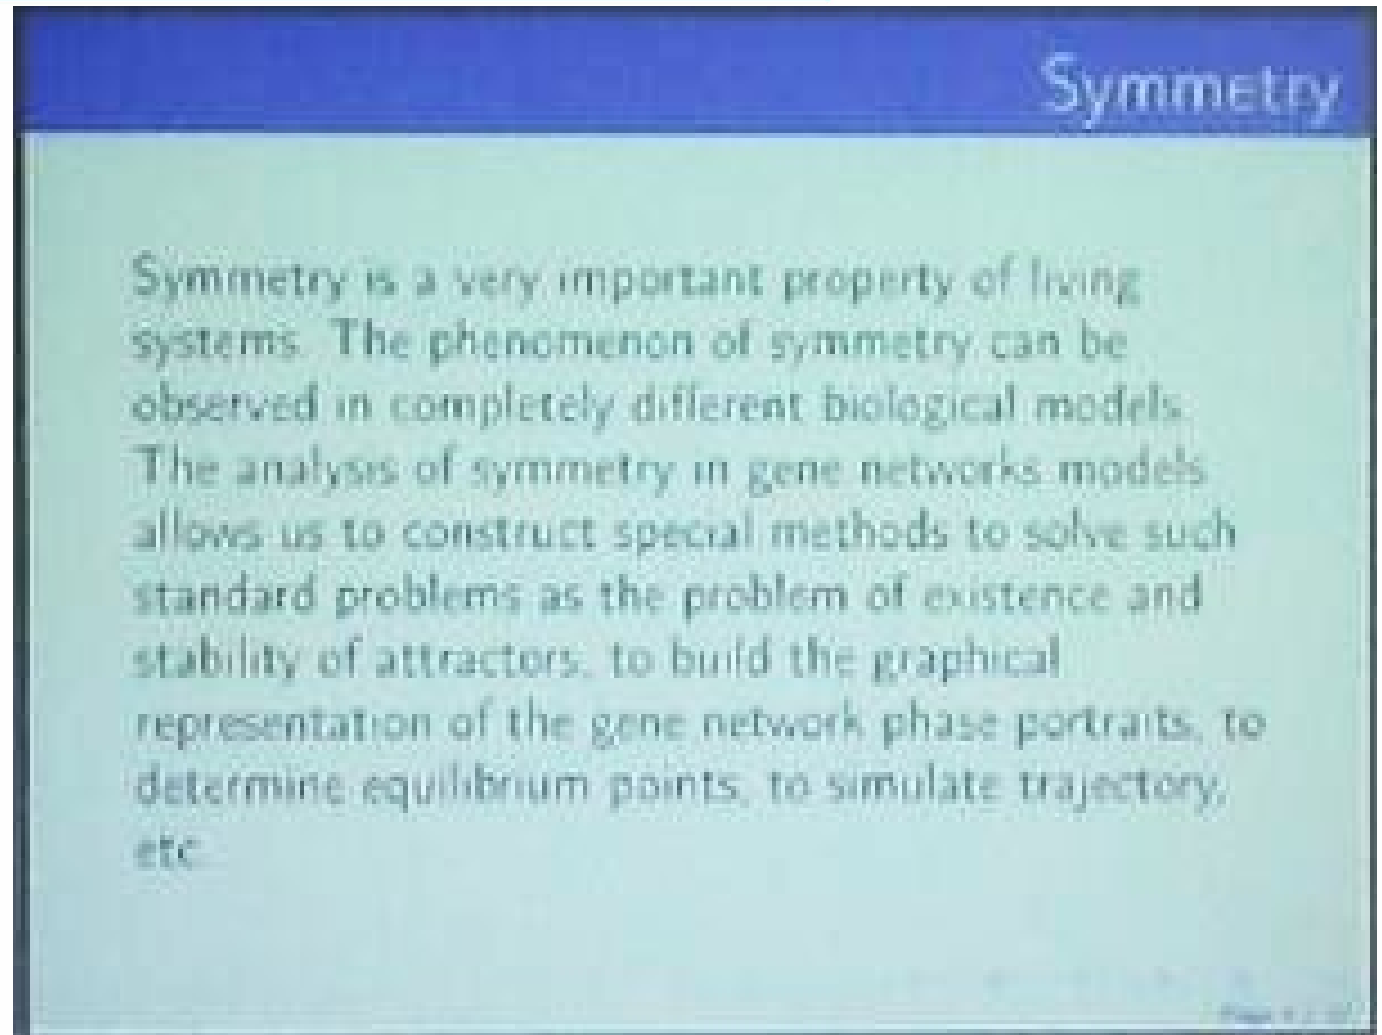 Symmetry
Symmetry is a very important property of living
systems. The phenomenon of symmetry can be
observed in completely different biological models.
The analysis of symmetry in gene networks models
allows us to construct special methods to solve such
standard problems as the problem of existence and
stability of attractors, to build the graphical
representation of the gene network phase portraits, to
determine equilibrium points, to simulate trajectory,
etc.